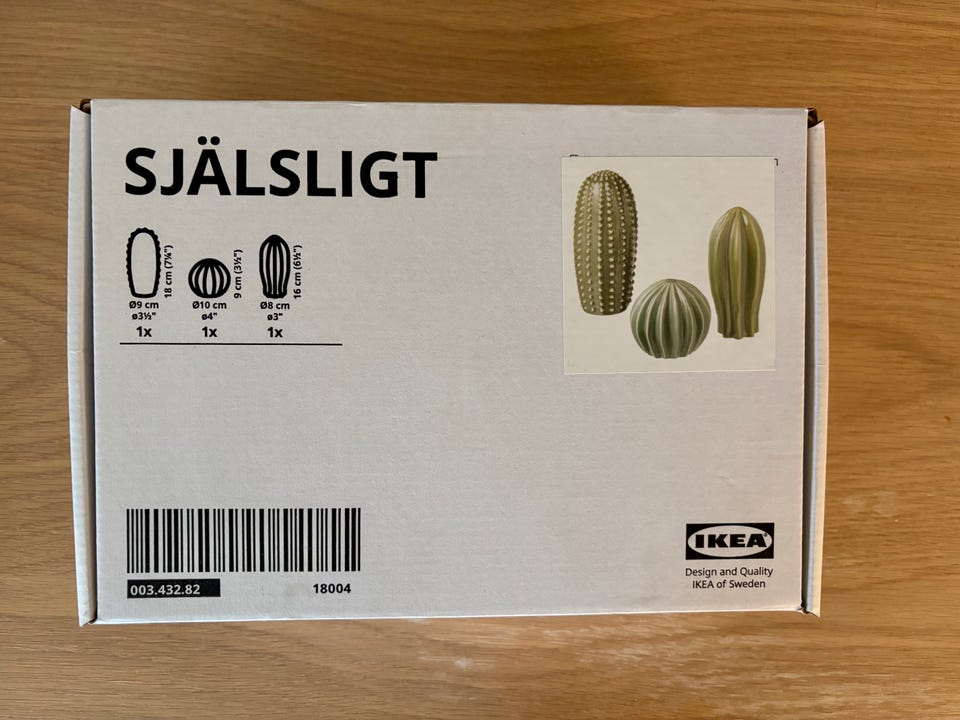 SJÄLSLIGT
18 cm (7¼")
9 cm (3½")
16 cm (6½")
Ø9 cm
ø3½"
1x
Ø10 cm
ø4"
1x
Ø8 cm
ø3"
1x
003.432.82
18004
IKEA®
Design and Quality
IKEA of Sweden